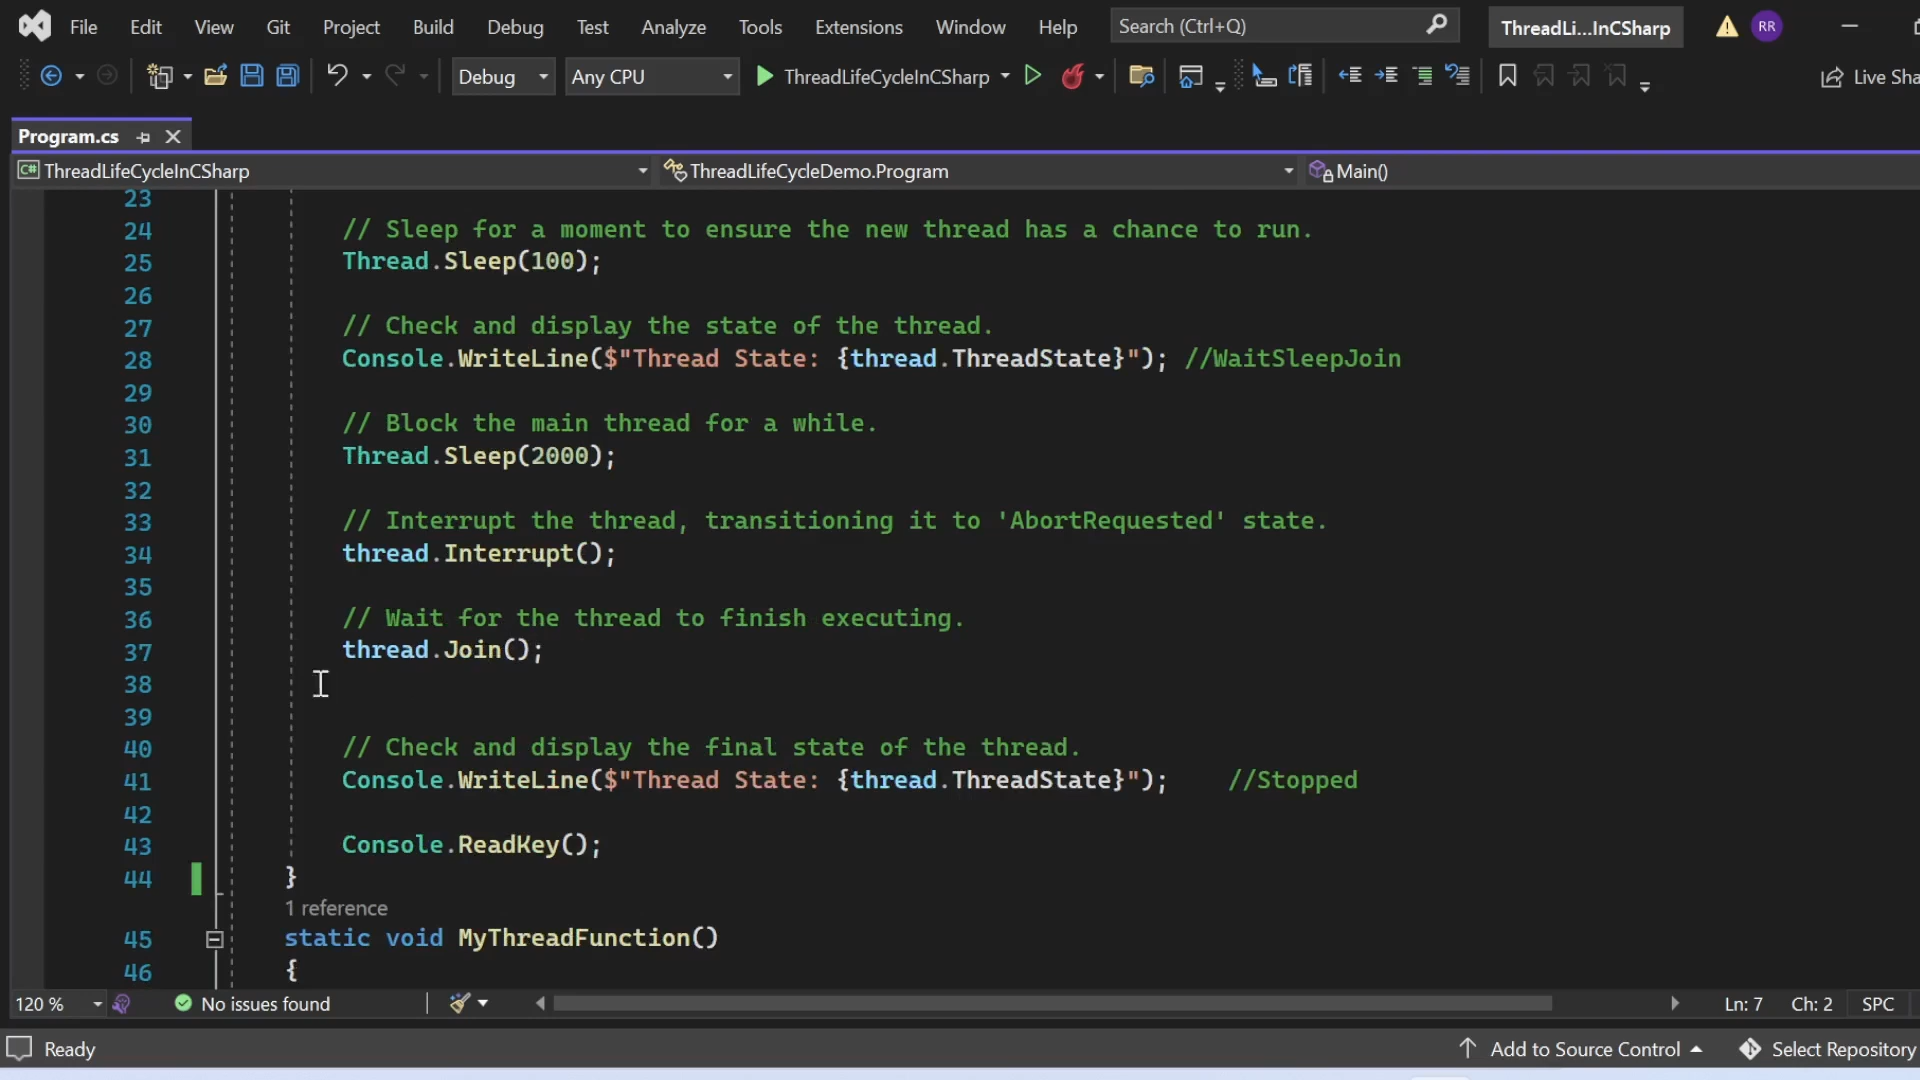 File Edit View Git Project Build Debug Test Analyze Tools Extensions Window Help Search (Ctrl+Q) ThreadLi...InCSharp RR
Debug Any CPU ThreadLifeCycleInCSharp Live Sha
Program.cs
C# ThreadLifeCycleInCSharp ThreadLifeCycleDemo.Program Main()
23
24 // Sleep for a moment to ensure the new thread has a chance to run.
25 Thread.Sleep(100);
26
27 // Check and display the state of the thread.
28 Console.WriteLine($"Thread State: {thread.ThreadState}"); //WaitSleepJoin
29
30 // Block the main thread for a while.
31 Thread.Sleep(2000);
32
33 // Interrupt the thread, transitioning it to 'AbortRequested' state.
34 thread.Interrupt();
35
36 // Wait for the thread to finish executing.
37 thread.Join();
38
39
40 // Check and display the final state of the thread.
41 Console.WriteLine($"Thread State: {thread.ThreadState}"); //Stopped
42
43 Console.ReadKey();
44 }
1 reference
45 static void MyThreadFunction()
46 {
120 % No issues found Ln: 7 Ch: 2 SPC
Ready Add to Source Control Select Repository